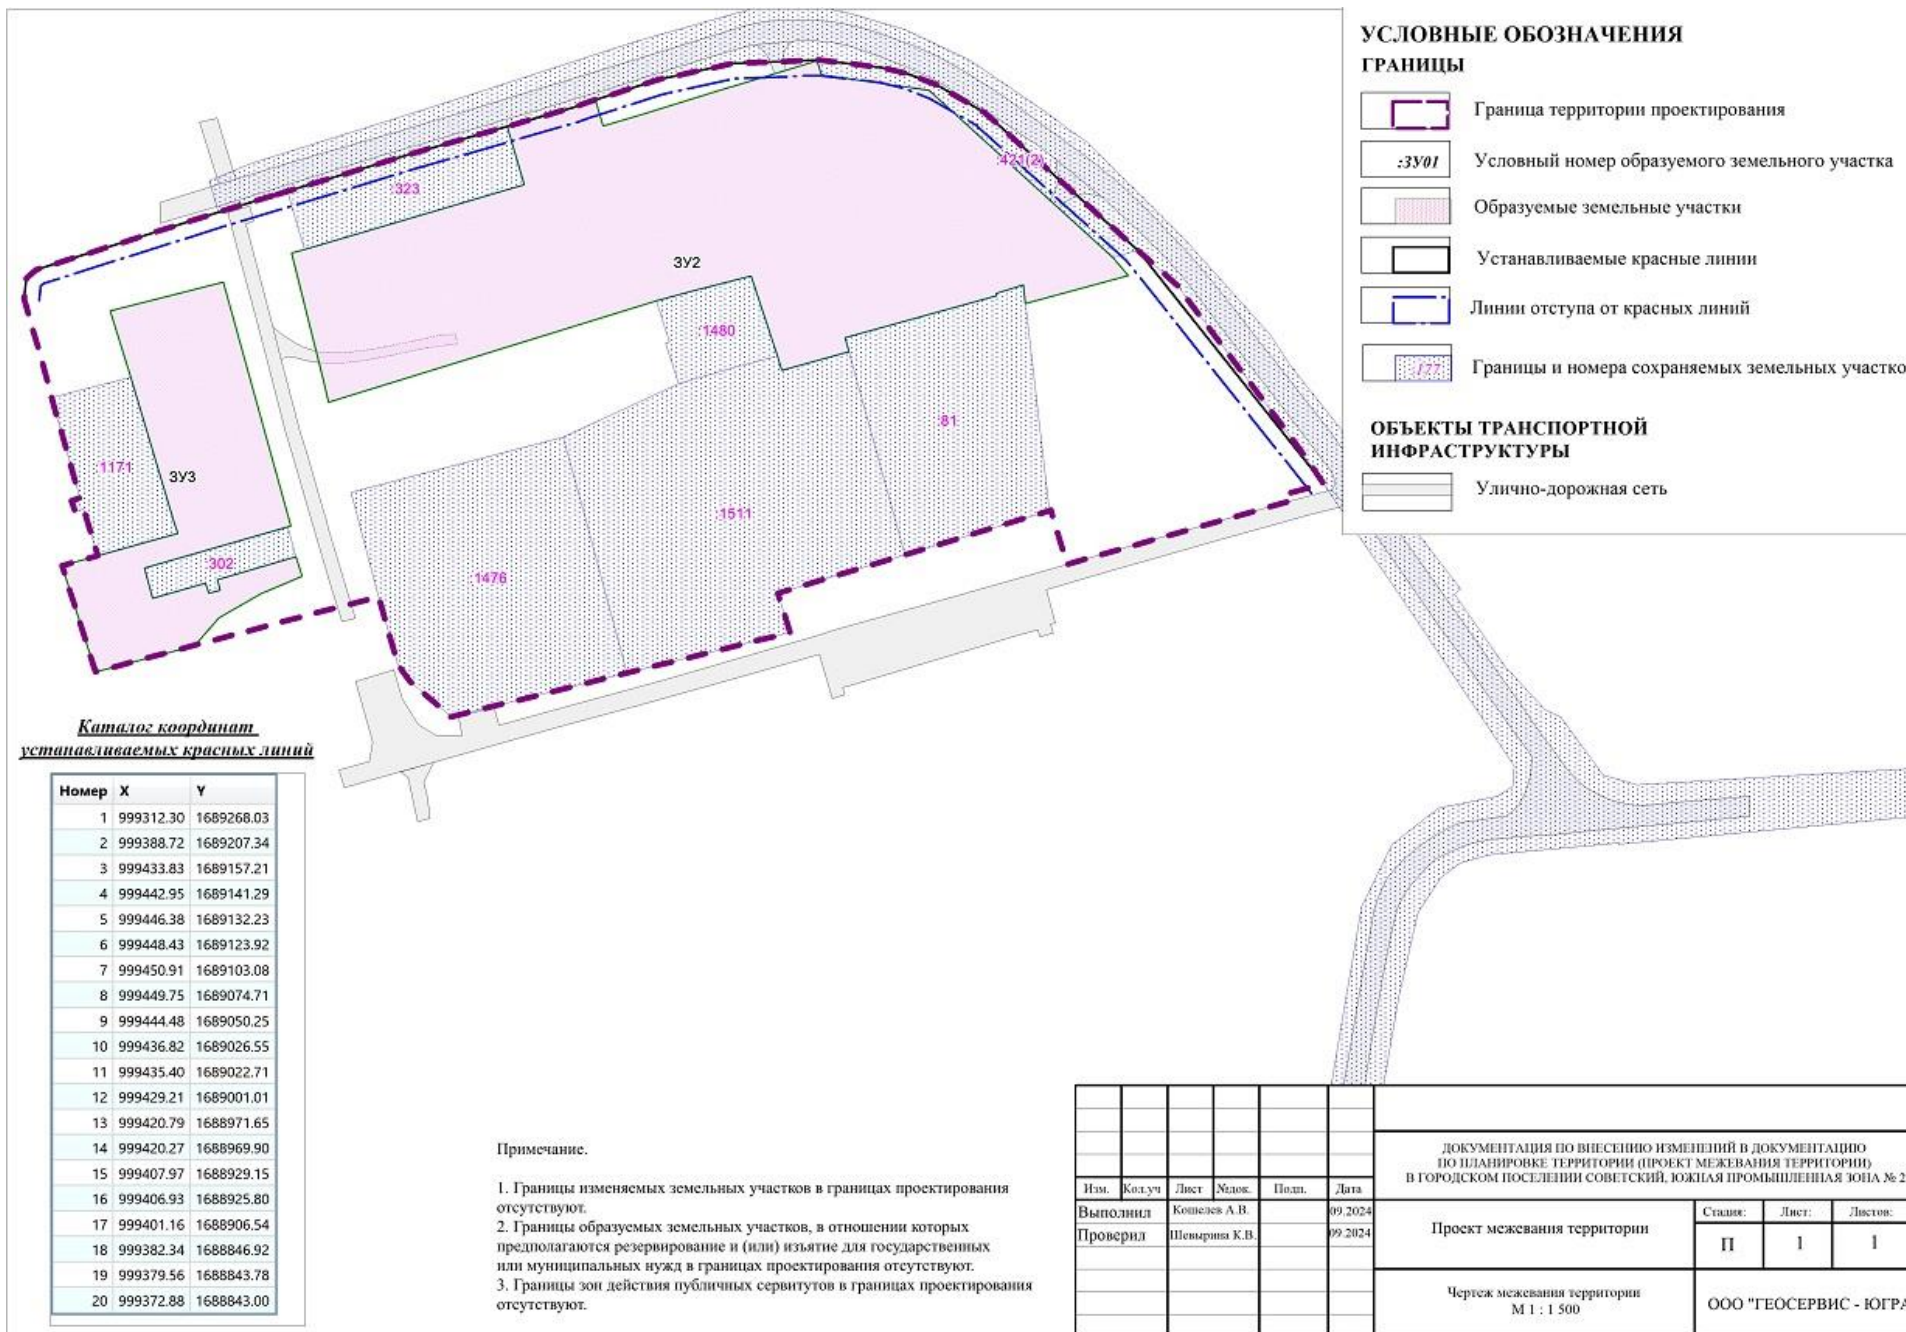 УСЛОВНЫЕ ОБОЗНАЧЕНИЯ
ГРАНИЦЫ
Граница территории проектирования
:ЗУ01 Условный номер образуемого земельного участка
Образуемые земельные участки
Устанавливаемые красные линии
Линии отступа от красных линий
:177 Границы и номера сохраняемых земельных участко
ОБЪЕКТЫ ТРАНСПОРТНОЙ
ИНФРАСТРУКТУРЫ
Улично-дорожная сеть
:421(2)
:323
ЗУ2
:1480
:81
:1171
ЗУ3
:1511
:302
:1476
Каталог координат
устанавливаемых красных линий
Номер X Y
1 999312.30 1689268.03
2 999388.72 1689207.34
3 999433.83 1689157.21
4 999442.95 1689141.29
5 999446.38 1689132.23
6 999448.43 1689123.92
7 999450.91 1689103.08
8 999449.75 1689074.71
9 999444.48 1689050.25
10 999436.82 1689026.55
11 999435.40 1689022.71
12 999429.21 1689001.01
13 999420.79 1688971.65
14 999420.27 1688969.90
15 999407.97 1688929.15
16 999406.93 1688925.80
17 999401.16 1688906.54
18 999382.34 1688846.92
19 999379.56 1688843.78
20 999372.88 1688843.00
Примечание.
1. Границы изменяемых земельных участков в границах проектирования
отсутствуют.
2. Границы образуемых земельных участков, в отношении которых
предполагаются резервирование и (или) изъятие для государственных
или муниципальных нужд в границах проектирования отсутствуют.
3. Границы зон действия публичных сервитутов в границах проектирования
отсутствуют.
ДОКУМЕНТАЦИЯ ПО ВНЕСЕНИЮ ИЗМЕНЕНИЙ В ДОКУМЕНТАЦИЮ
ПО ПЛАНИРОВКЕ ТЕРРИТОРИИ (ПРОЕКТ МЕЖЕВАНИЯ ТЕРРИТОРИИ)
В ГОРОДСКОМ ПОСЕЛЕНИИ СОВЕТСКИЙ, ЮЖНАЯ ПРОМЫШЛЕННАЯ ЗОНА № 2
Изм. Кол.уч Лист №док. Подп. Дата
Выполнил Кошелев А.В. 09.2024
Проверил Шевырина К.В. 09.2024
Проект межевания территории
Стадия: Лист: Листов:
П 1 1
Чертеж межевания территории
М 1 : 1 500
ООО "ГЕОСЕРВИС - ЮГРА